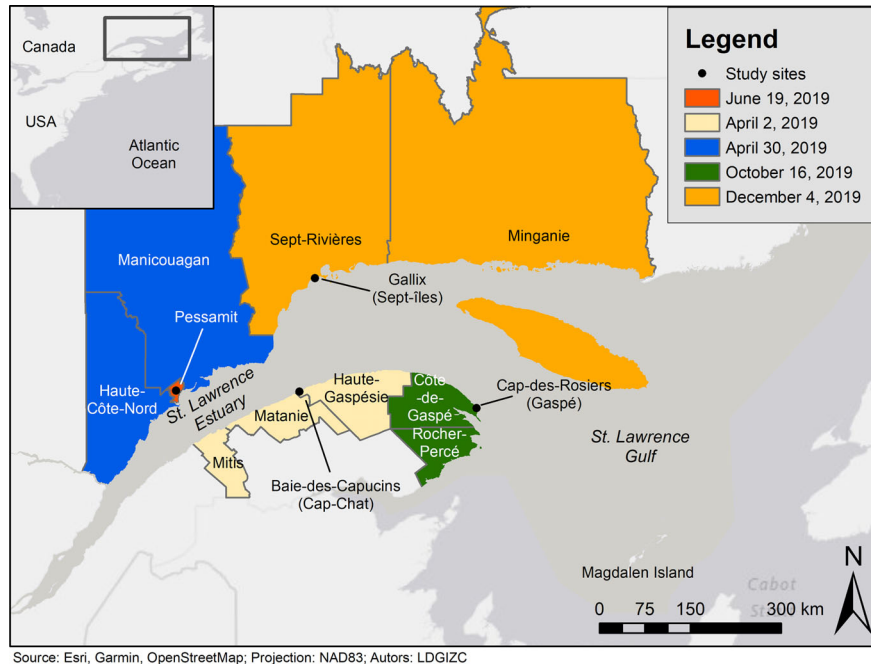 Canada
USA
Atlantic
Ocean
Legend
Study sites
June 19, 2019
April 2, 2019
April 30, 2019
October 16, 2019
December 4, 2019
Sept-Rivières
Minganie
Manicouagan
Gallix
(Sept-îles)
Pessamit
Haute-
Côte-Nord
St. Lawrence
Estuary
Haute-
Gaspésie
Côte
-de-
Gaspé
Cap-des-Rosiers
(Gaspé)
Matanie
Rocher-
Percé
St. Lawrence
Gulf
Mitis
Baie-des-Capucins
(Cap-Chat)
Magdalen Island
Cabot
N
0 75 150 300 km
Source: Esri, Garmin, OpenStreetMap; Projection: NAD83; Autors: LDGIZC